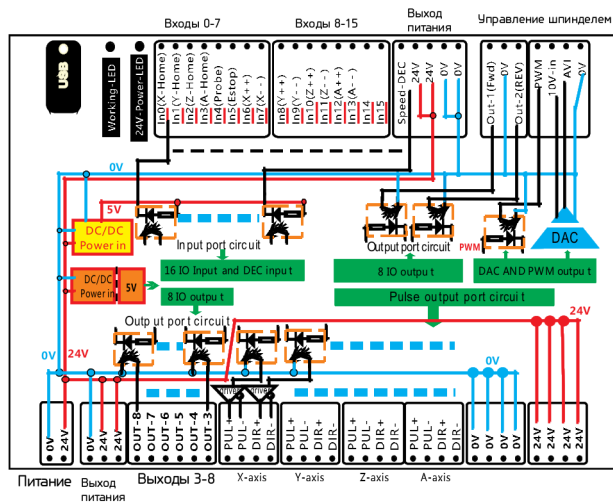 Входы 0-7
Входы 8-15
Выход
питания
Управление шпинделем
USB
Working-LED
24V-Power-LED
In0(X-Home)
In1(Y-Home)
In2(Z-Home)
In3(A-Home)
In4(Probe)
In5(Estop)
In6(X++)
In7(X--)
In8(Y++)
In9(Y--)
In10(Z++)
In11(Z--)
In12(A++)
In13(A--)
In14
In15
Speed-DEC
24V
24V
0V
0V
Out-1(Fwd)
0V
Out-2(REV)
PWM
10V-in
AVI
0V
0V
5V
DC/DC
Power in
DC/DC
Power in
5V
Input port circuit
16 IO Input and DEC input
8 IO output
Output port circuit
Output port circuit
PWM
8 IO output
DAC
DAC AND PWM output
Pulse output port circuit
24V
0V
24V
0V
driver
driver
0V
24V
0V
24V
24V
OUT-8
OUT-7
OUT-6
OUT-5
OUT-4
OUT-3
PUL+
PUL-
DIR+
DIR-
PUL+
PUL-
DIR+
DIR-
PUL+
PUL-
DIR+
DIR-
PUL+
PUL-
DIR+
DIR-
0V
0V
0V
0V
24V
24V
24V
24V
Питание
Выход
питания
Выходы 3-8
X-axis
Y-axis
Z-axis
A-axis